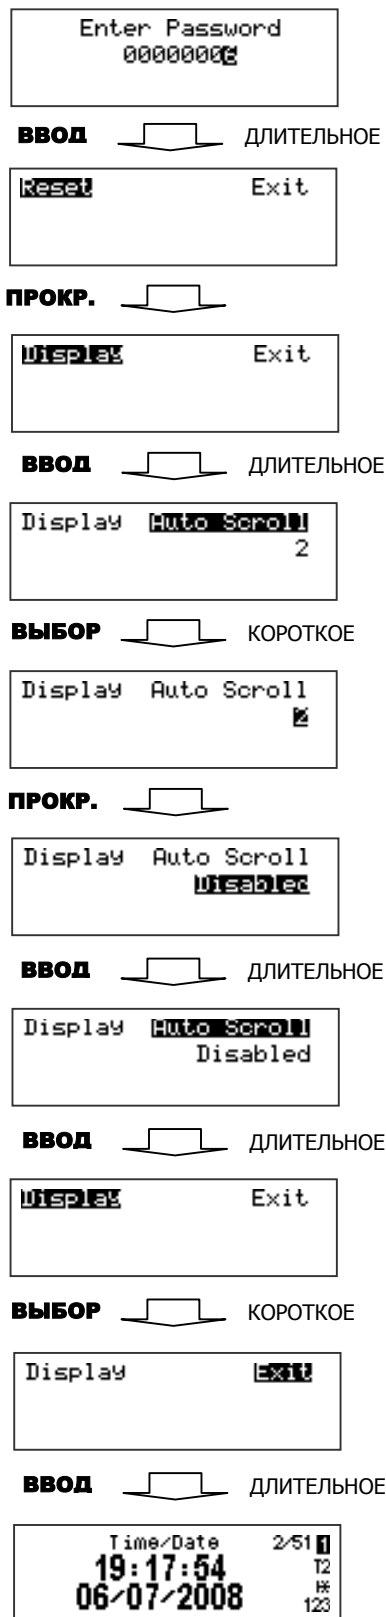 Enter Password
00000000
ВВОД ДЛИТЕЛЬНОЕ
Reset Exit
ПРОКР.
Display Exit
ВВОД ДЛИТЕЛЬНОЕ
Display Auto Scroll
2
ВЫБОР КОРОТКОЕ
Display Auto Scroll
2
ПРОКР.
Display Auto Scroll
Disabled
ВВОД ДЛИТЕЛЬНОЕ
Display Auto Scroll
Disabled
ВВОД ДЛИТЕЛЬНОЕ
Display Exit
ВЫБОР КОРОТКОЕ
Display Exit
ВВОД ДЛИТЕЛЬНОЕ
Time/Date 2/51 1
19:17:54 T2
06/07/2008
123